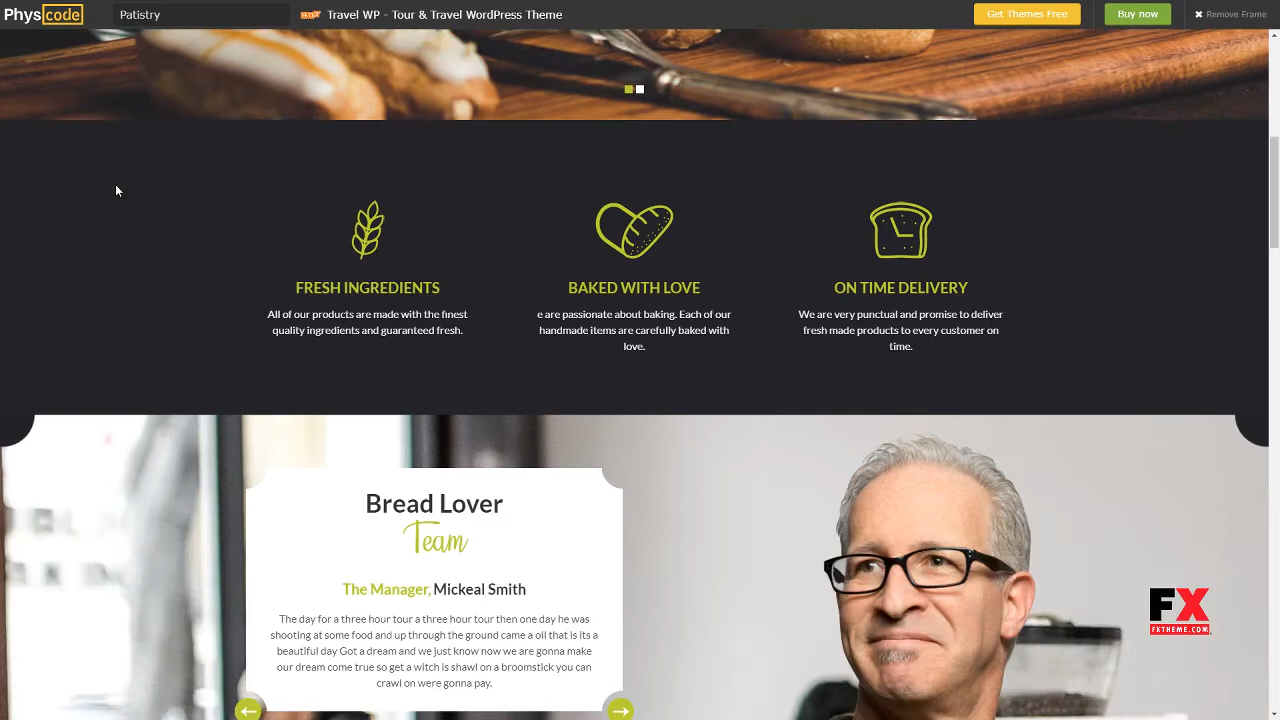 Physcode
Patistry
HOT Travel WP - Tour & Travel WordPress Theme
Get Themes Free
Buy now
✖ Remove Frame
FRESH INGREDIENTS
All of our products are made with the finest
quality ingredients and guaranteed fresh.
BAKED WITH LOVE
e are passionate about baking. Each of our
handmade items are carefully baked with
love.
ON TIME DELIVERY
We are very punctual and promise to deliver
fresh made products to every customer on
time.
Bread Lover
Team
The Manager, Mickeal Smith
The day for a three hour tour a three hour tour then one day he was
shooting at some food and up through the ground came a oil that is its a
beautiful day Got a dream and we just know now we are gonna make
our dream come true so get a witch is shawl on a broomstick you can
crawl on were gonna pay.
FX
FXTHEME.COM